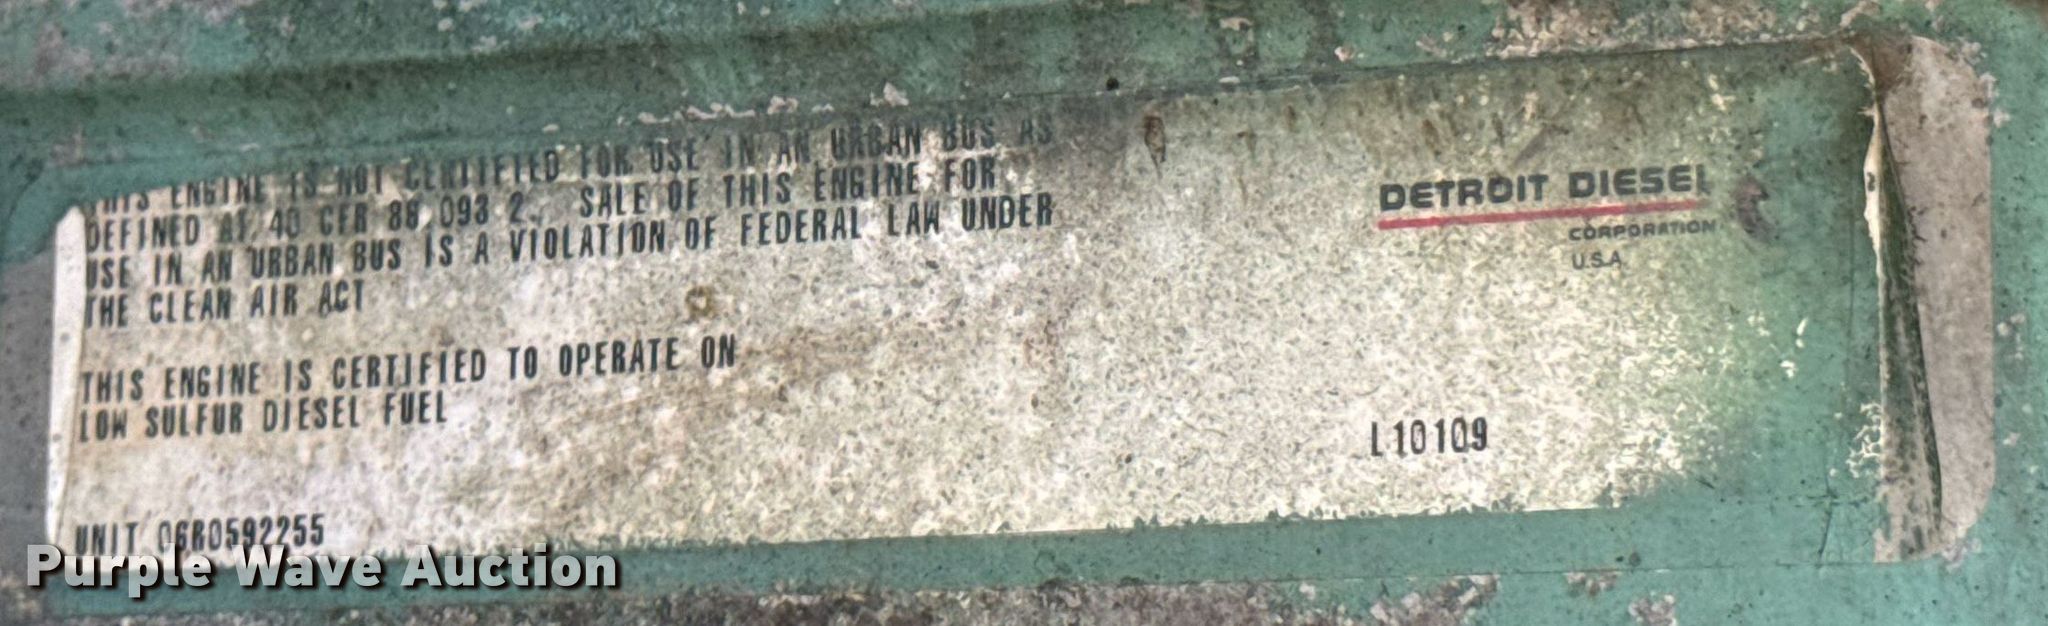 THIS ENGINE IS NOT CERTIFIED FOR USE IN AN URBAN BUS AS
DEFINED AT 40 CFR 86 093 2. SALE OF THIS ENGINE FOR
USE IN AN URBAN BUS IS A VIOLATION OF FEDERAL LAW UNDER
THE CLEAN AIR ACT
THIS ENGINE IS CERTIFIED TO OPERATE ON
LOW SULFUR DIESEL FUEL
UNIT 06R0592255
DETROIT DIESEL
CORPORATION
U.S.A.
L10109
Purple Wave Auction